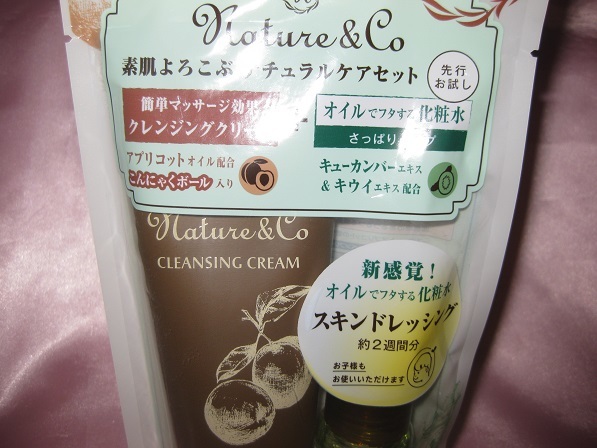 Nature & Co
素肌よろこぶ ナチュラルケアセット
先行
お試し
簡単マッサージ効果
クレンジングクリーム
オイルでフタする化粧水
さっぱりタイプ
アプリコットオイル配合
こんにゃくボール入り
キューカンバーエキス
& キウイエキス配合
Nature & Co
CLEANSING CREAM
新感覚!
オイルでフタする化粧水
スキンドレッシング
約2週間分
お子様も
お使いいただけます